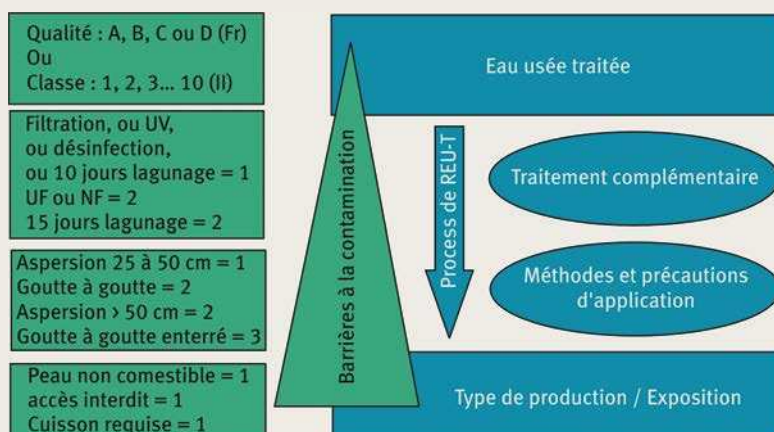 Qualité : A, B, C ou D (Fr)
Ou
Classe : 1, 2, 3... 10 (II)
Filtration, ou UV,
ou désinfection,
ou 10 jours lagunage = 1
UF ou NF = 2
15 jours lagunage = 2
Aspersion 25 à 50 cm = 1
Goutte à goutte = 2
Aspersion > 50 cm = 2
Goutte à goutte enterré = 3
Peau non comestible = 1
accès interdit = 1
Cuisson requise = 1
Barrières à la contamination
Eau usée traitée
Process de REU-T
Traitement complémentaire
Méthodes et précautions
d'application
Type de production / Exposition